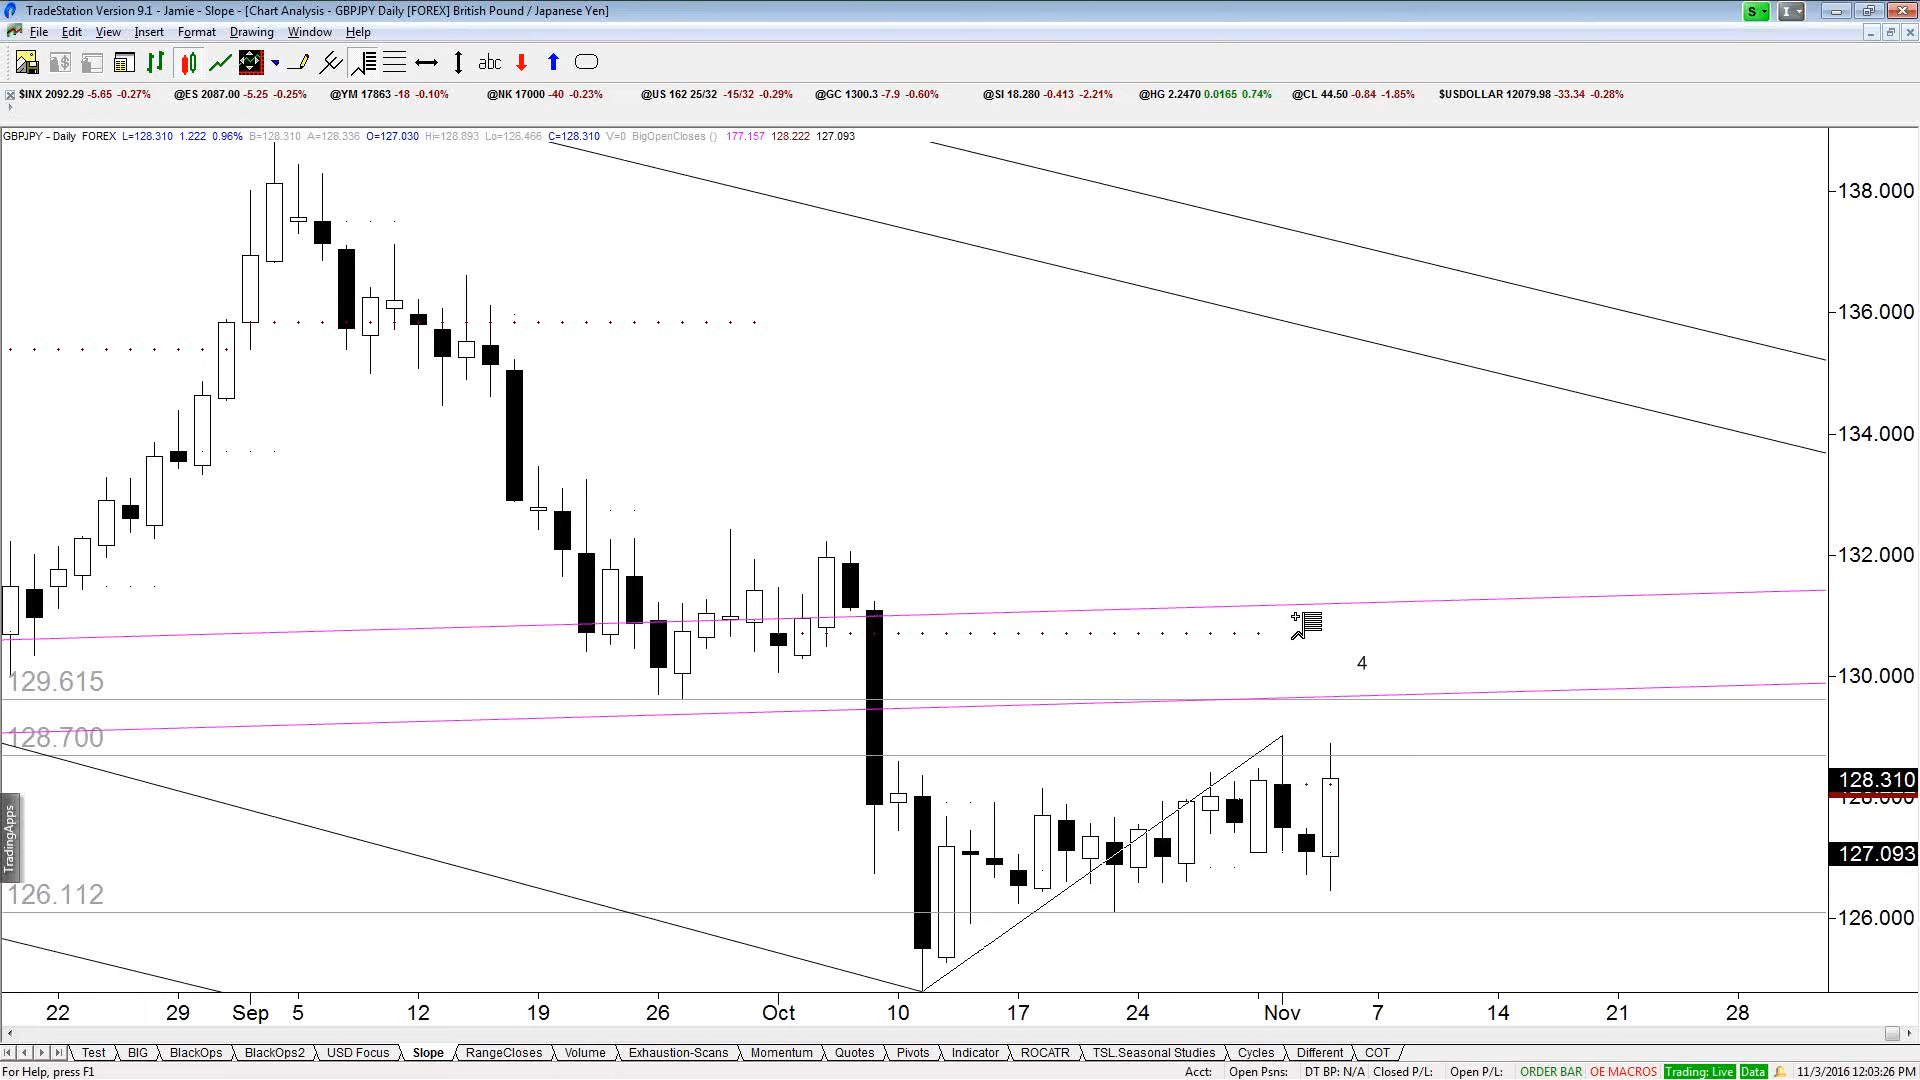 TradeStation Version 9.1 - Jamie - Slope - [Chart Analysis - GBPJPY Daily [FOREX] British Pound / Japanese Yen]
S I
File Edit View Insert Format Drawing Window Help
abc
$INX 2092.29 -5.65 -0.27% @ES 2087.00 -5.25 -0.25% @YM 17863 -18 -0.10% @NK 17000 -40 -0.23% @US 162 25/32 -15/32 -0.29% @GC 1300.3 -7.9 -0.60% @SI 18.280 -0.413 -2.21% @HG 2.2470 0.0165 0.74% @CL 44.50 -0.84 -1.85% $USDOLLAR 12079.98 -33.34 -0.28%
GBPJPY - Daily FOREX L=128.310 1.222 0.96% B=128.310 A=128.336 O=127.030 Hi=128.893 Lo=126.466 C=128.310 V=0 BigOpenCloses () 177.157 128.222 127.093
138.000
136.000
134.000
132.000
4
130.000
129.615
128.700
128.310
128.000
TradingApps
127.093
126.112
126.000
22 29 Sep 5 12 19 26 Oct 10 17 24 Nov 7 14 21 28
Test BIG BlackOps BlackOps2 USD Focus Slope RangeCloses Volume Exhaustion-Scans Momentum Quotes Pivots Indicator ROCATR TSL.Seasonal Studies Cycles Different COT
For Help, press F1 Acct: Open Psns: DT BP: N/A Closed P/L: Open P/L: ORDER BAR OE MACROS Trading: Live Data 11/3/2016 12:03:26 PM